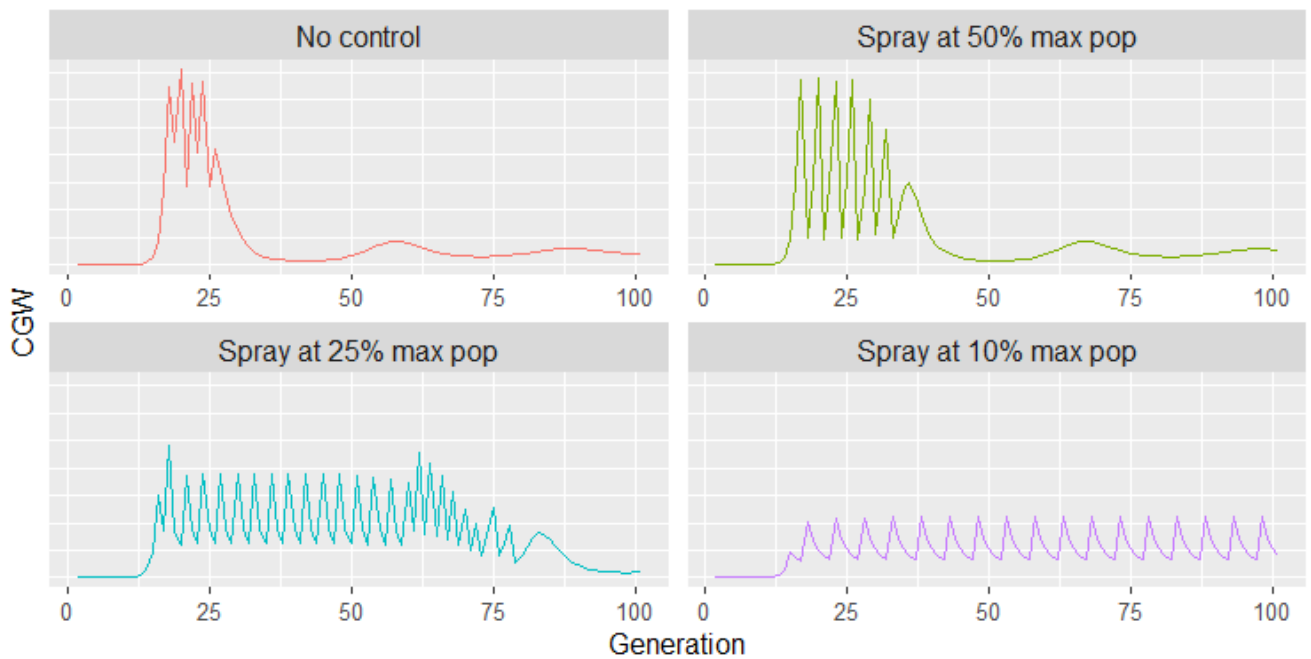 No control
Spray at 50% max pop
0 25 50 75 100
0 25 50 75 100
CGW
Spray at 25% max pop
Spray at 10% max pop
0 25 50 75 100
0 25 50 75 100
Generation